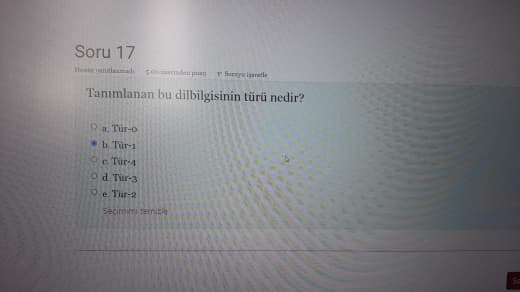 Soru 17
Henüz yanıtlanmadı 5 üzerinden puan Soruyu işaretle
Tanımlanan bu dilbilgisinin türü nedir?
a. Tür-0
b. Tür-1
c. Tür-4
d. Tür-3
e. Tür-2
Seçimimi temizle